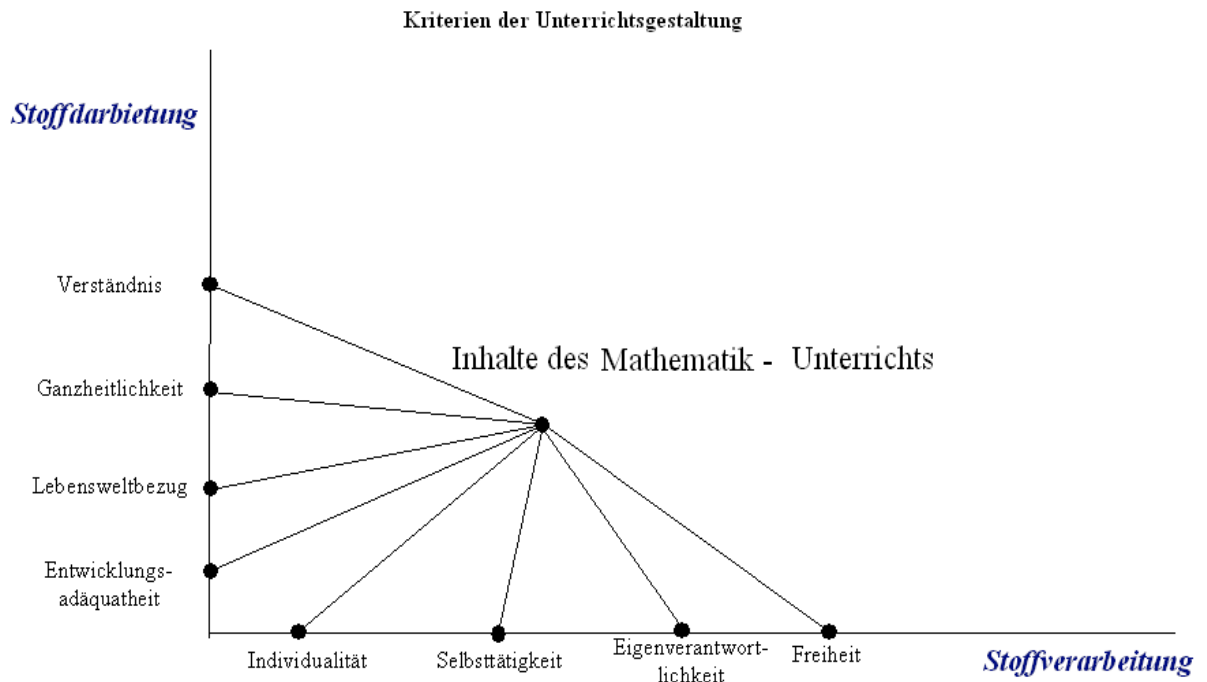 Kriterien der Unterrichtsgestaltung
Stoffdarbietung
Verständnis
Inhalte des Mathematik - Unterrichts
Ganzheitlichkeit
Lebensweltbezug
Entwicklungs-
adäquatheit
Individualität
Selbsttätigkeit
Eigenverantwort-
lichkeit
Freiheit
Stoffverarbeitung